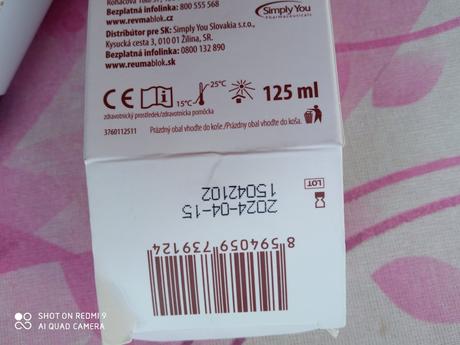 Bezplatná infolinka: 800 555 568
www.revmablok.cz
Distribútor pre SK: Simply You Slovakia s.r.o.,
Kysucká cesta 3, 010 01 Žilina, SR.
Bezplatná infolinka: 0800 132 890
www.reumablok.sk
Simply You
Pharmaceuticals
CE
15°C
25°C
125 ml
zdravotnický prostředek/zdravotnícka pomôcka
3760112511
Prázdný obal vhoďte do koše./Prázdny obal vhoďte do koša.
LOT
2024-04-15
15042102
8 594059 739124
SHOT ON REDMI 9
AI QUAD CAMERA